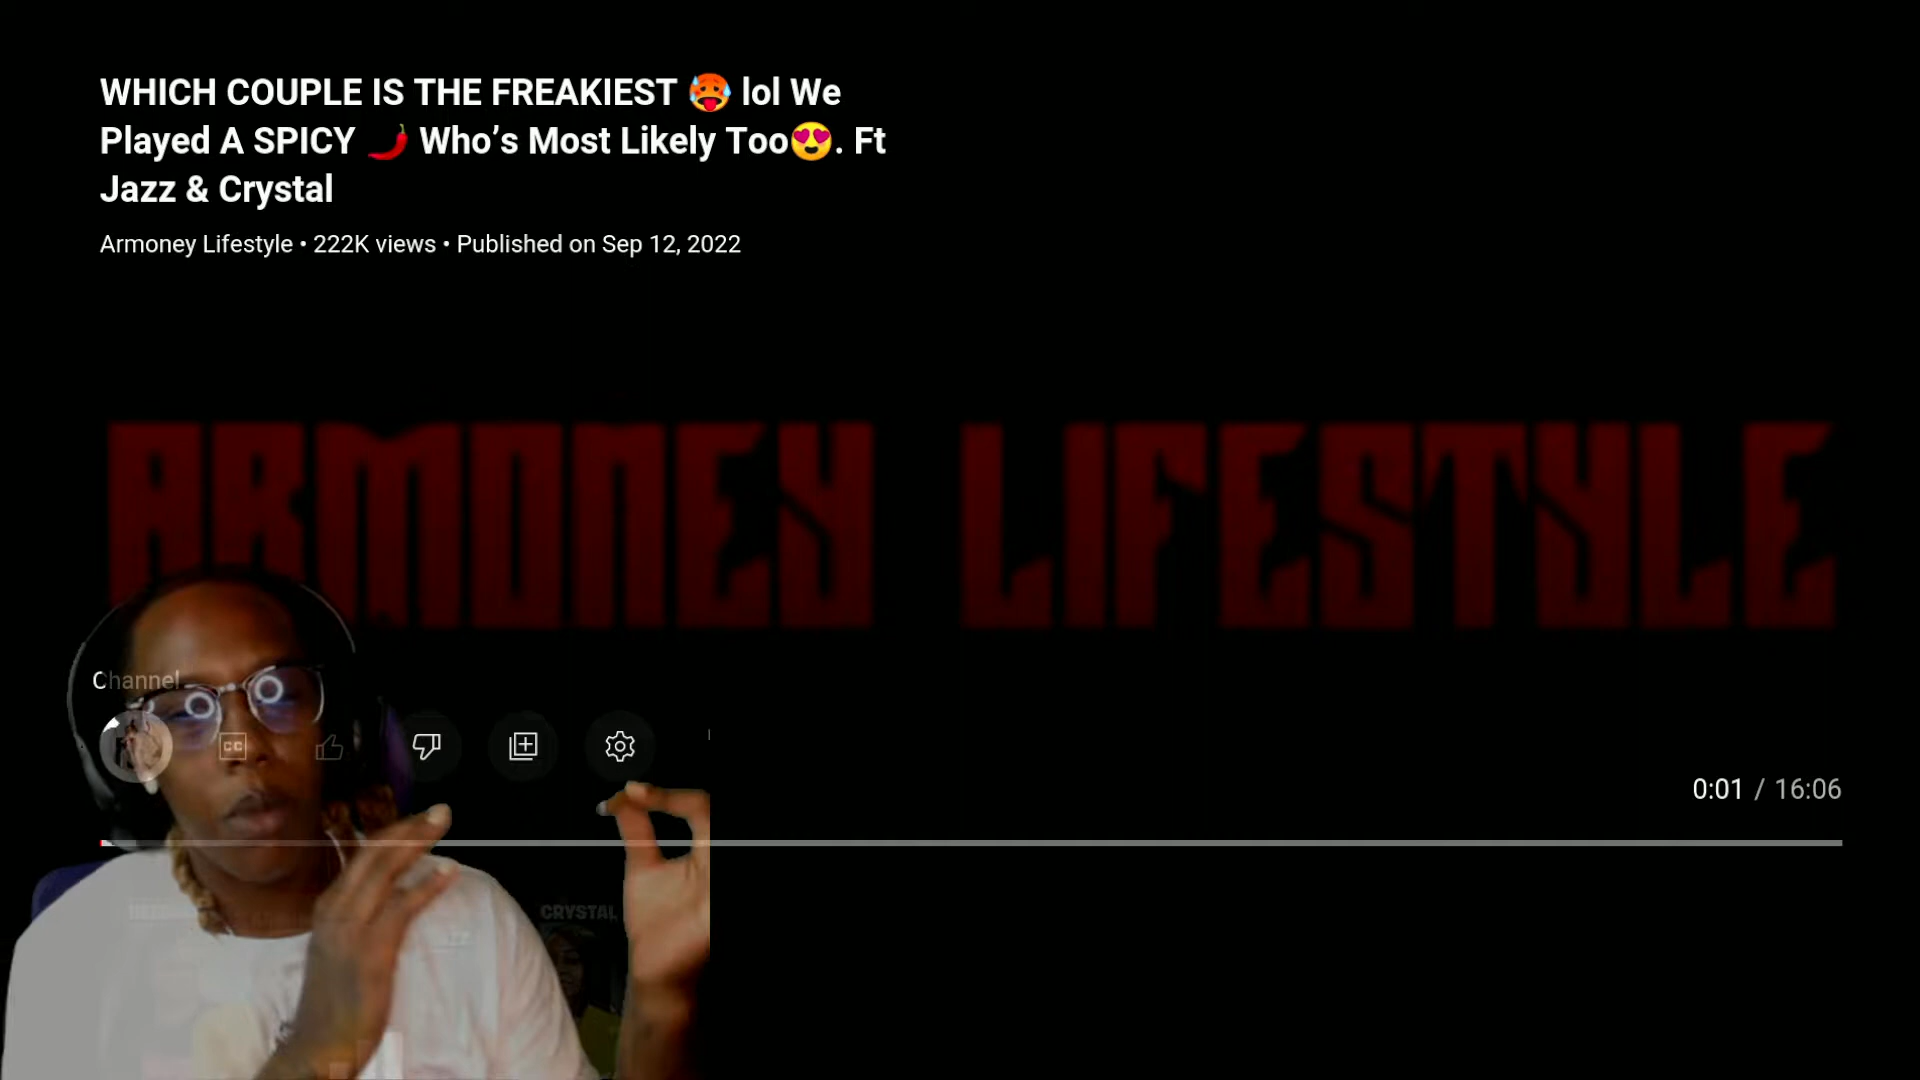 WHICH COUPLE IS THE FREAKIEST 🥵 lol We
Played A SPICY 🌶️ Who’s Most Likely Too😍. Ft
Jazz & Crystal
Armoney Lifestyle • 222K views • Published on Sep 12, 2022
ARMONEY LIFESTYLE
Channel
CC
0:01 / 16:06
CRYSTAL